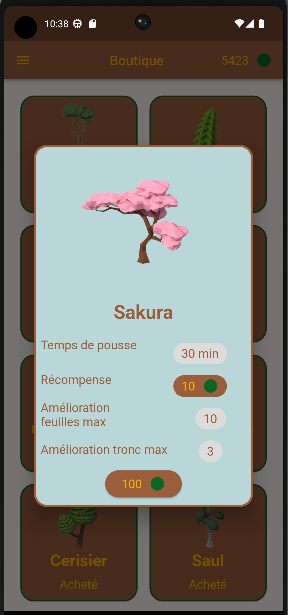 10:38
Boutique 5423
Sakura
Temps de pousse 30 min
Récompense 10
Amélioration
feuilles max 10
Amélioration tronc max 3
100
Cerisier Saul
Acheté Acheté